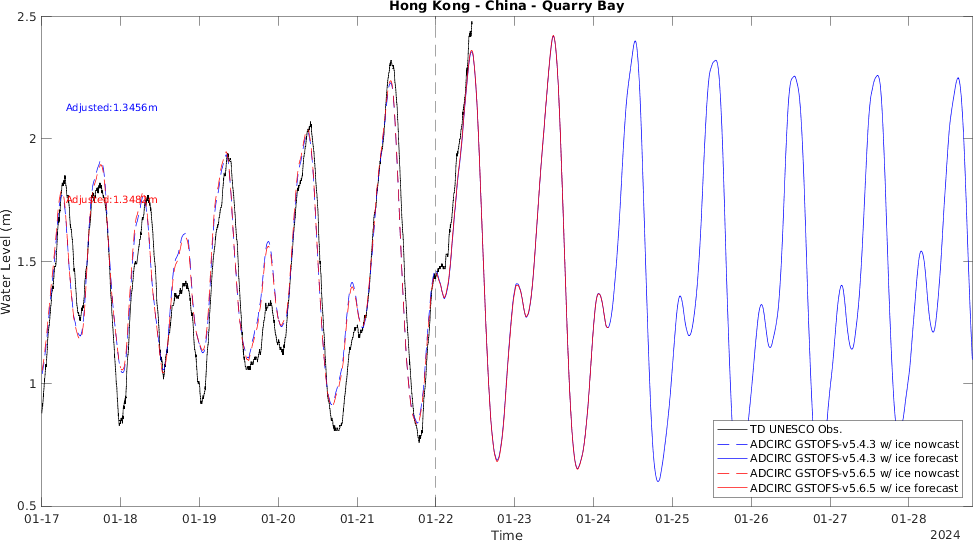 Hong Kong - China - Quarry Bay
2.5
2
1.5
1
0.5
Water Level (m)
Adjusted:1.3456m
Adjusted:1.3482m
TD UNESCO Obs.
ADCIRC GSTOFS-v5.4.3 w/ ice nowcast
ADCIRC GSTOFS-v5.4.3 w/ ice forecast
ADCIRC GSTOFS-v5.6.5 w/ ice nowcast
ADCIRC GSTOFS-v5.6.5 w/ ice forecast
01-17 01-18 01-19 01-20 01-21 01-22 01-23 01-24 01-25 01-26 01-27 01-28
Time
2024